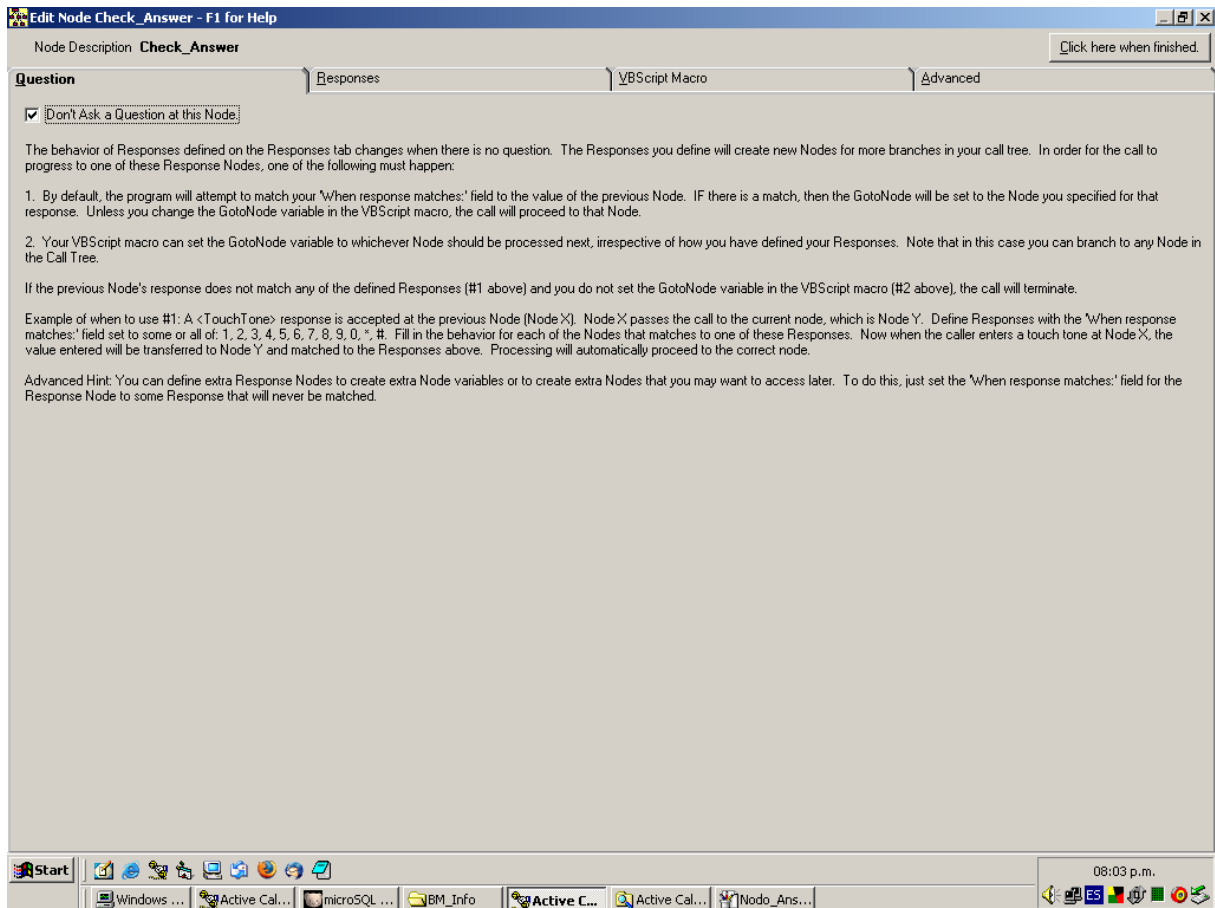 Edit Node Check_Answer - F1 for Help
Node Description Check_Answer
Click here when finished.
Question
Responses
VBScript Macro
Advanced
Don't Ask a Question at this Node.
The behavior of Responses defined on the Responses tab changes when there is no question. The Responses you define will create new Nodes for more branches in your call tree. In order for the call to
progress to one of these Response Nodes, one of the following must happen:
1. By default, the program will attempt to match your 'When response matches:' field to the value of the previous Node. IF there is a match, then the GotoNode will be set to the Node you specified for that
response. Unless you change the GotoNode variable in the VBScript macro, the call will proceed to that Node.
2. Your VBScript macro can set the GotoNode variable to whichever Node should be processed next, irrespective of how you have defined your Responses. Note that in this case you can branch to any Node in
the Call Tree.
If the previous Node's response does not match any of the defined Responses (#1 above) and you do not set the GotoNode variable in the VBScript macro (#2 above), the call will terminate.
Example of when to use #1: A <TouchTone> response is accepted at the previous Node (Node X). Node X passes the call to the current node, which is Node Y. Define Responses with the 'When response
matches:' field set to some or all of: 1, 2, 3, 4, 5, 6, 7, 8, 9, 0, *, #. Fill in the behavior for each of the Nodes that matches to one of these Responses. Now when the caller enters a touch tone at Node X, the
value entered will be transferred to Node Y and matched to the Responses above. Processing will automatically proceed to the correct node.
Advanced Hint: You can define extra Response Nodes to create extra Node variables or to create extra Nodes that you may want to access later. To do this, just set the 'When response matches:' field for the
Response Node to some Response that will never be matched.
Start
08:03 p.m.
Windows ...
Active Cal...
microSQL ...
BM_Info
Active C...
Active Cal...
Nodo_Ans...
ES